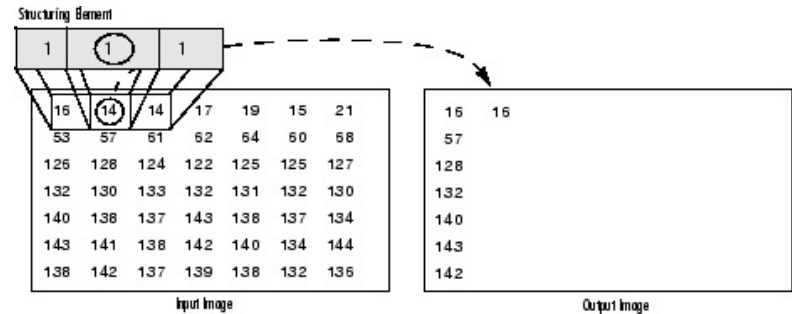 Structuring Element
1 1 1
16 14 14 17 19 15 21 16 16
53 57 61 62 64 60 68 57
126 128 124 122 125 125 127 128
132 130 133 132 131 132 130 132
140 138 137 143 138 137 134 140
143 141 138 142 140 134 144 143
138 142 137 139 138 132 136 142
Input Image Output Image